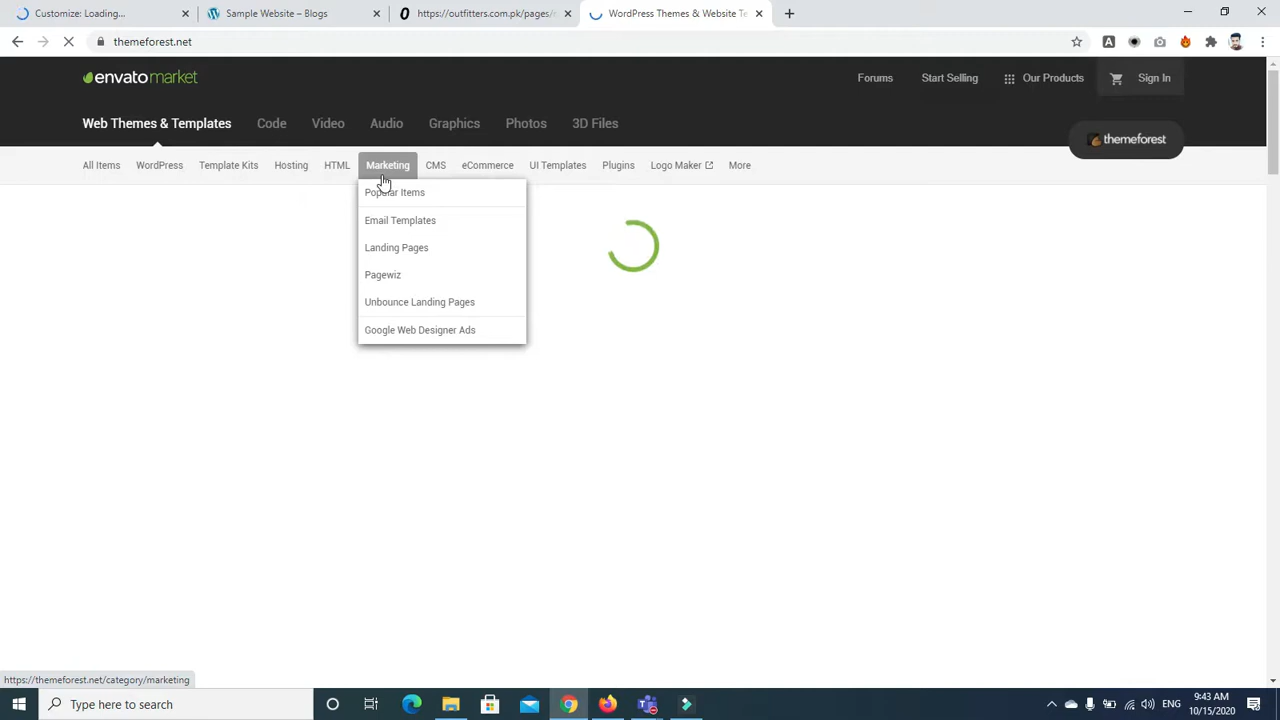 Customize: Loading...
Sample Website – Blogs
https://outfitters.com.pk/pages/
WordPress Themes & Website T
themeforest.net
envatomarket
Forums
Start Selling
Our Products
Sign In
Web Themes & Templates
Code
Video
Audio
Graphics
Photos
3D Files
themeforest
All Items
WordPress
Template Kits
Hosting
HTML
Marketing
CMS
eCommerce
UI Templates
Plugins
Logo Maker
More
Popular Items
Email Templates
Landing Pages
Pagewiz
Unbounce Landing Pages
Google Web Designer Ads
https://themeforest.net/category/marketing
Type here to search
ENG
9:43 AM
10/15/2020